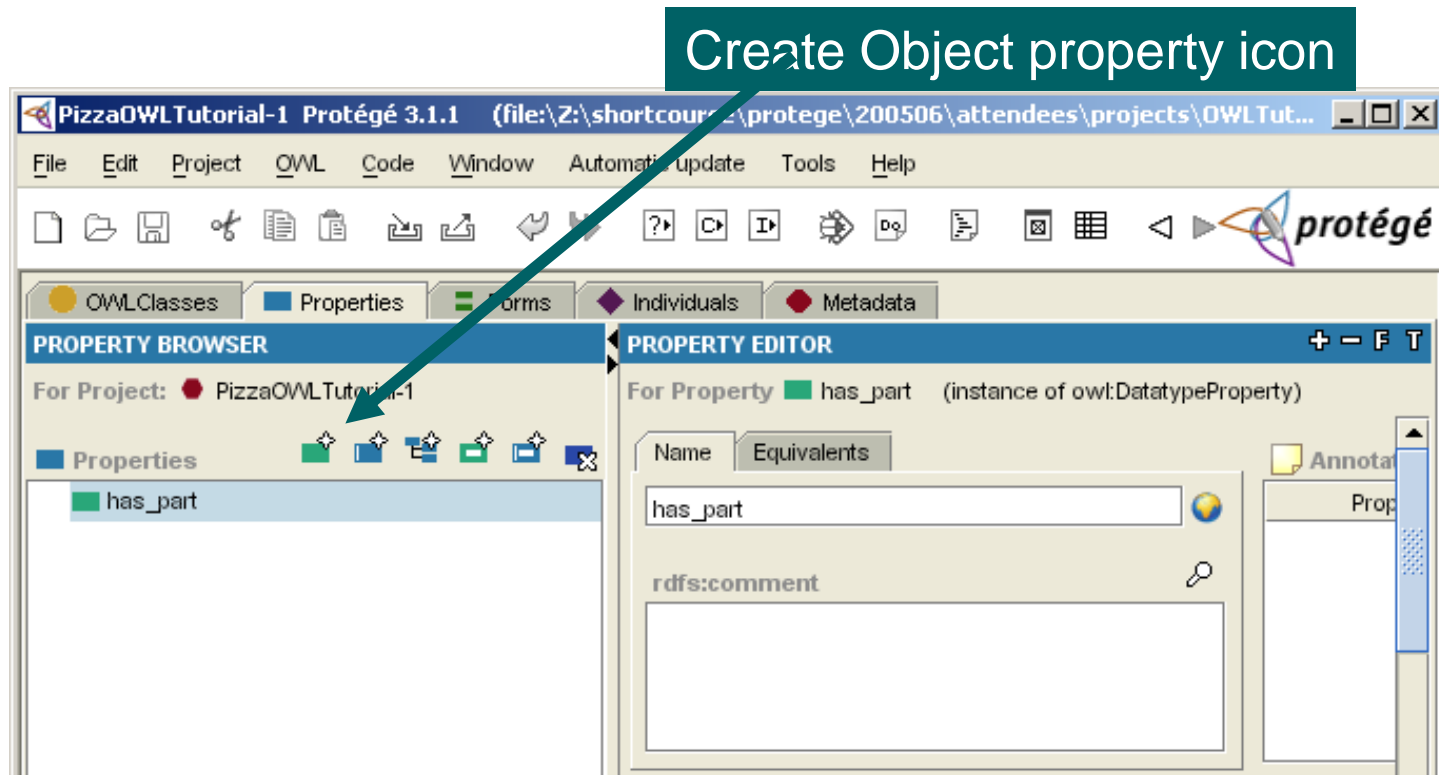 Create Object property icon
PizzaOWLTutorial-1 Protégé 3.1.1 (file:\Z:\shortcourse\protege\200506\attendees\projects\OWLTut...
File Edit Project OWL Code Window Automatic update Tools Help
protégé
OWLClasses Properties Forms Individuals Metadata
PROPERTY BROWSER PROPERTY EDITOR F T
For Project: PizzaOWLTutorial-1 For Property has_part (instance of owl:DatatypeProperty)
Name Equivalents
Properties Annotat
has_part has_part Prop
rdfs:comment